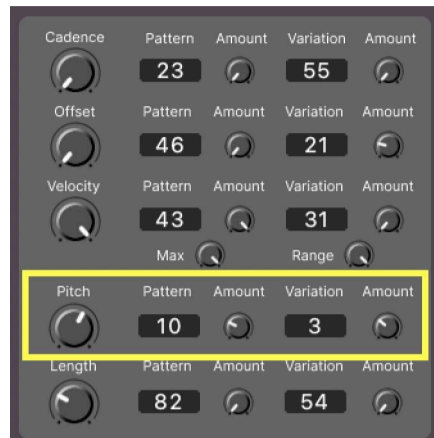 Cadence Pattern Amount Variation Amount
23 55
Offset Pattern Amount Variation Amount
46 21
Velocity Pattern Amount Variation Amount
43 31
Max Range
Pitch Pattern Amount Variation Amount
10 3
Length Pattern Amount Variation Amount
82 54